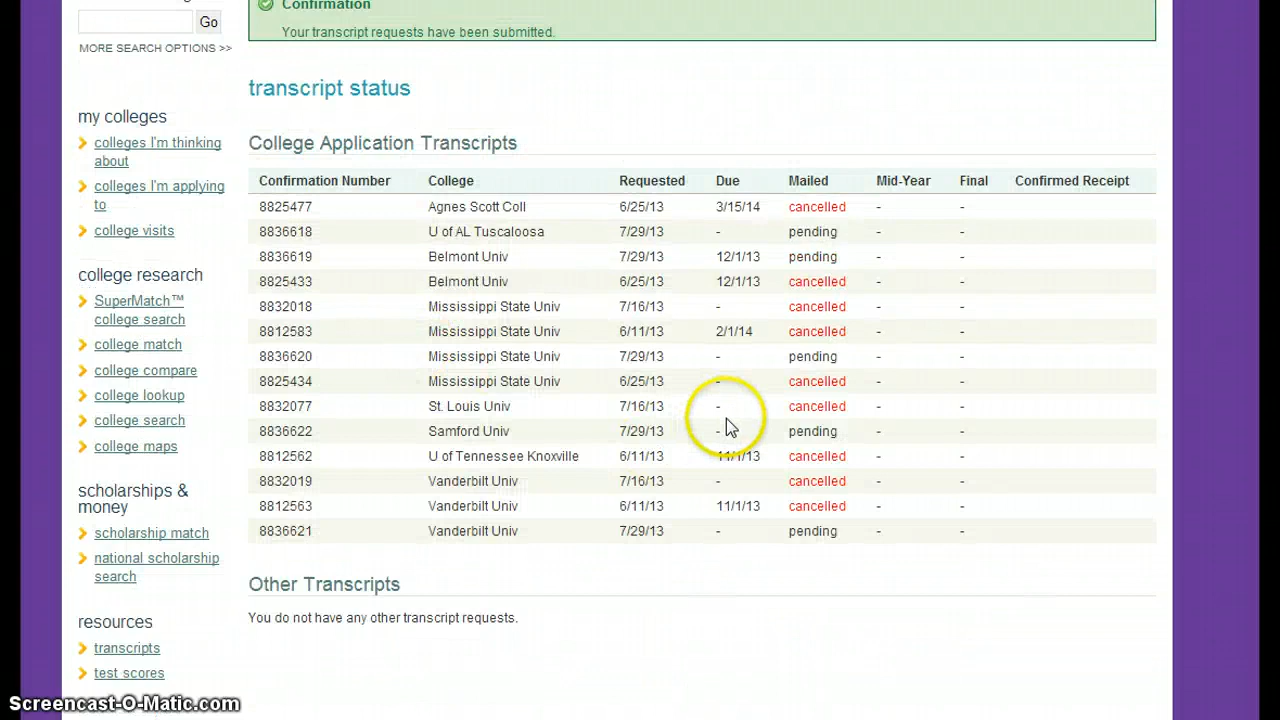 Confirmation
Go
Your transcript requests have been submitted.
MORE SEARCH OPTIONS >>
transcript status
my colleges
colleges I'm thinking
about
colleges I'm applying
to
college visits
college research
SuperMatch™
college search
college match
college compare
college lookup
college search
college maps
scholarships &
money
scholarship match
national scholarship
search
resources
transcripts
test scores
College Application Transcripts
Confirmation Number College Requested Due Mailed Mid-Year Final Confirmed Receipt
8825477 Agnes Scott Coll 6/25/13 3/15/14 cancelled - -
8836618 U of AL Tuscaloosa 7/29/13 - pending - -
8836619 Belmont Univ 7/29/13 12/1/13 pending - -
8825433 Belmont Univ 6/25/13 12/1/13 cancelled - -
8832018 Mississippi State Univ 7/16/13 - cancelled - -
8812583 Mississippi State Univ 6/11/13 2/1/14 cancelled - -
8836620 Mississippi State Univ 7/29/13 - pending - -
8825434 Mississippi State Univ 6/25/13 - cancelled - -
8832077 St. Louis Univ 7/16/13 - cancelled - -
8836622 Samford Univ 7/29/13 - pending - -
8812562 U of Tennessee Knoxville 6/11/13 11/1/13 cancelled - -
8832019 Vanderbilt Univ 7/16/13 - cancelled - -
8812563 Vanderbilt Univ 6/11/13 11/1/13 cancelled - -
8836621 Vanderbilt Univ 7/29/13 - pending - -
Other Transcripts
You do not have any other transcript requests.
Screencast-O-Matic.com